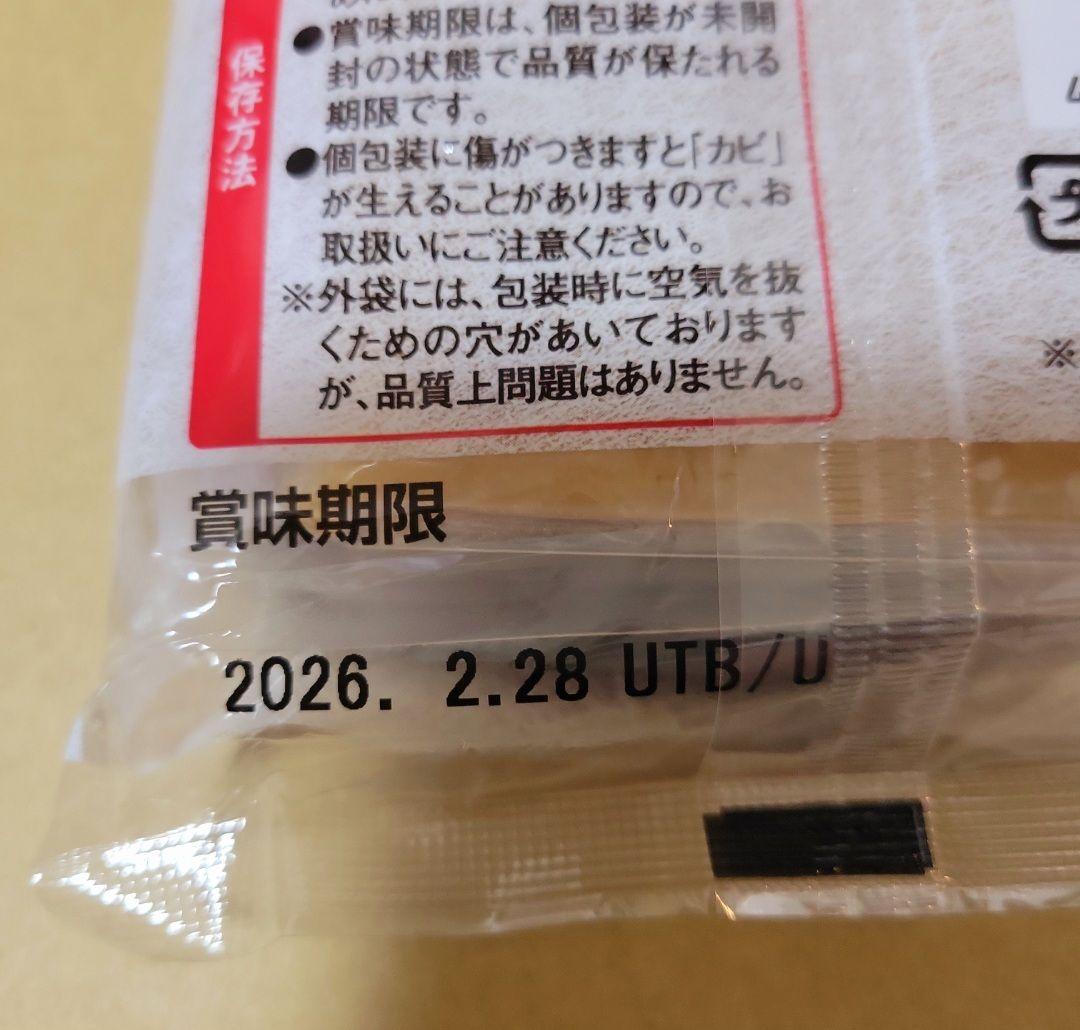 保存方法
●賞味期限は、個包装が未開
封の状態で品質が保たれる
期限です。
●個包装に傷がつきますと「カビ」
が生えることがありますので、お
取扱いにご注意ください。
※外袋には、包装時に空気を抜
くための穴があいております
が、品質上問題はありません。
プ
※
賞味期限
2026. 2.28 UTB/U